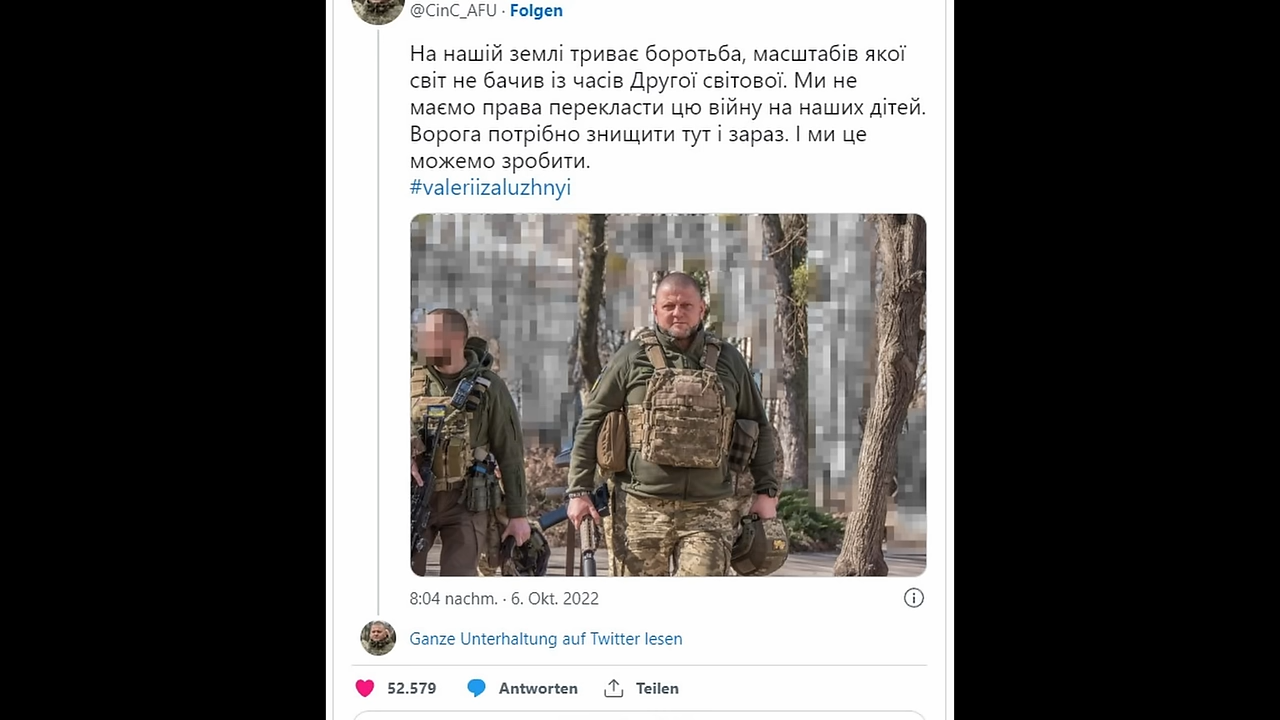 @CinC_AFU · Folgen
На нашій землі триває боротьба, масштабів якої
світ не бачив із часів Другої світової. Ми не
маємо права перекласти цю війну на наших дітей.
Ворога потрібно знищити тут і зараз. І ми це
можемо зробити.
#valeriizaluzhnyi
8:04 nachm. · 6. Okt. 2022
Ganze Unterhaltung auf Twitter lesen
52.579 Antworten Teilen